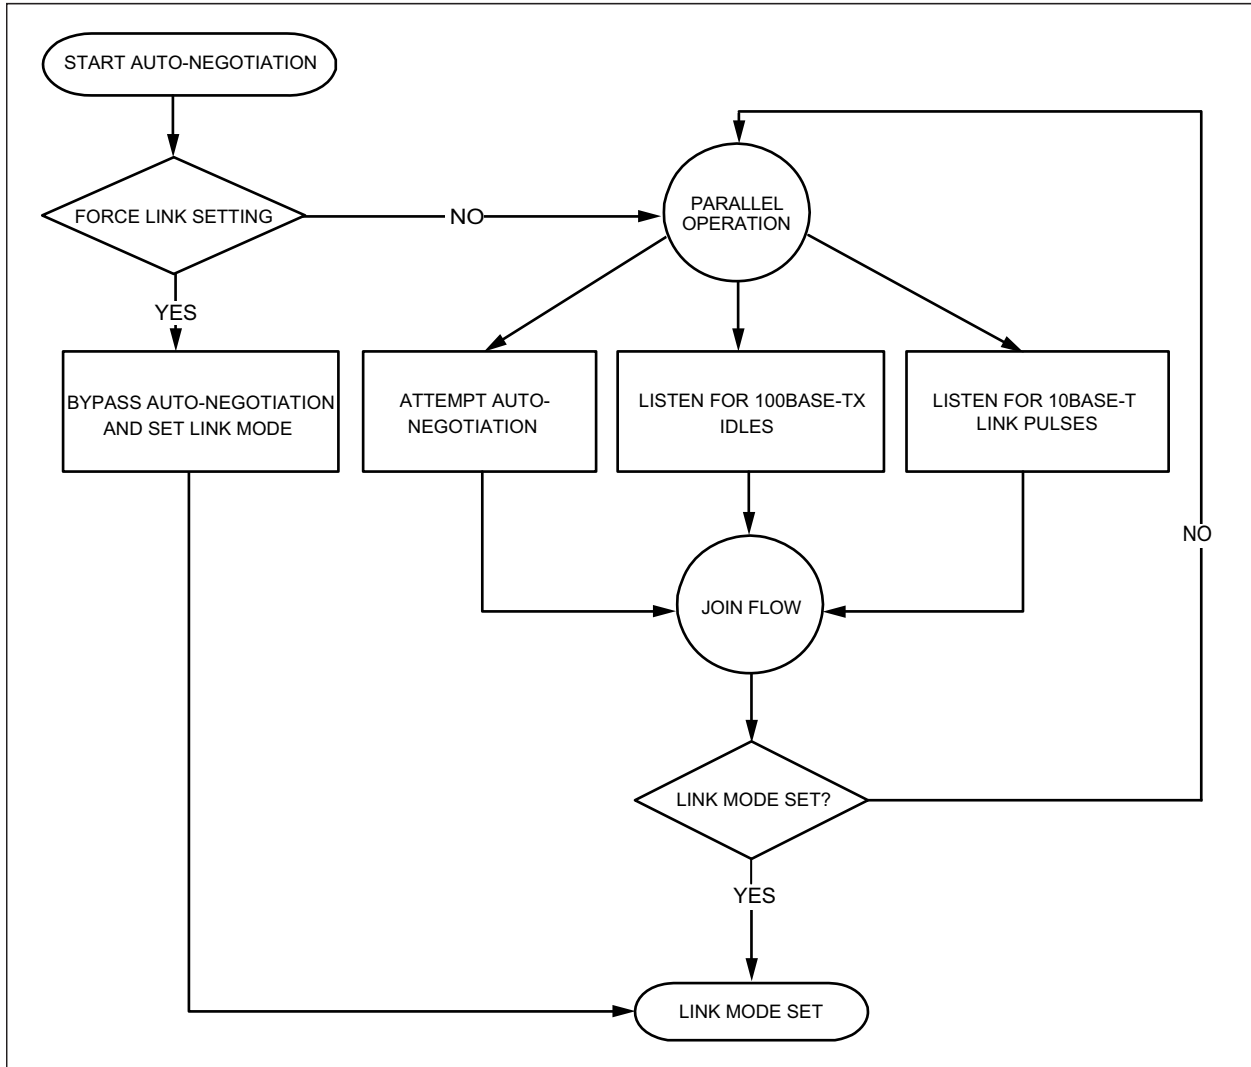 START AUTO-NEGOTIATION
FORCE LINK SETTING
NO
PARALLEL
OPERATION
YES
BYPASS AUTO-NEGOTIATION
AND SET LINK MODE
ATTEMPT AUTO-
NEGOTIATION
LISTEN FOR 100BASE-TX
IDLES
LISTEN FOR 10BASE-T
LINK PULSES
NO
JOIN FLOW
LINK MODE SET?
YES
LINK MODE SET